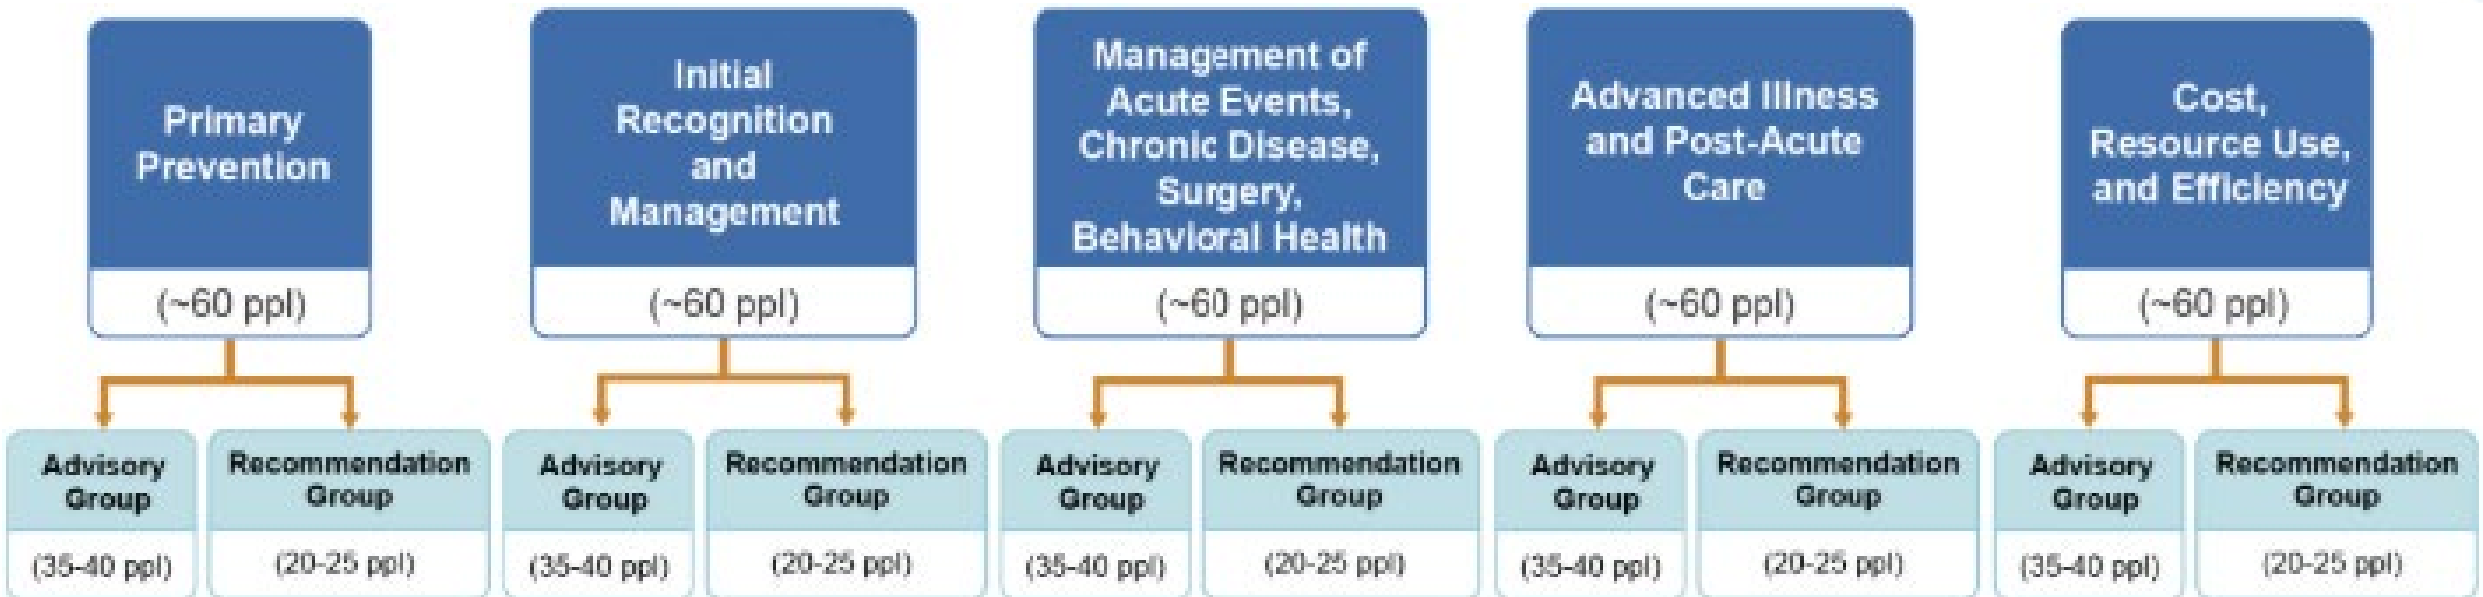 Primary
Prevention
(~60 ppl)
Initial
Recognition
and
Management
(~60 ppl)
Management of
Acute Events,
Chronic Disease,
Surgery,
Behavioral Health
(~60 ppl)
Advanced Illness
and Post-Acute
Care
(~60 ppl)
Cost,
Resource Use,
and Efficiency
(~60 ppl)
Advisory
Group
(35-40 ppl)
Recommendation
Group
(20-25 ppl)
Advisory
Group
(35-40 ppl)
Recommendation
Group
(20-25 ppl)
Advisory
Group
(35-40 ppl)
Recommendation
Group
(20-25 ppl)
Advisory
Group
(35-40 ppl)
Recommendation
Group
(20-25 ppl)
Advisory
Group
(35-40 ppl)
Recommendation
Group
(20-25 ppl)